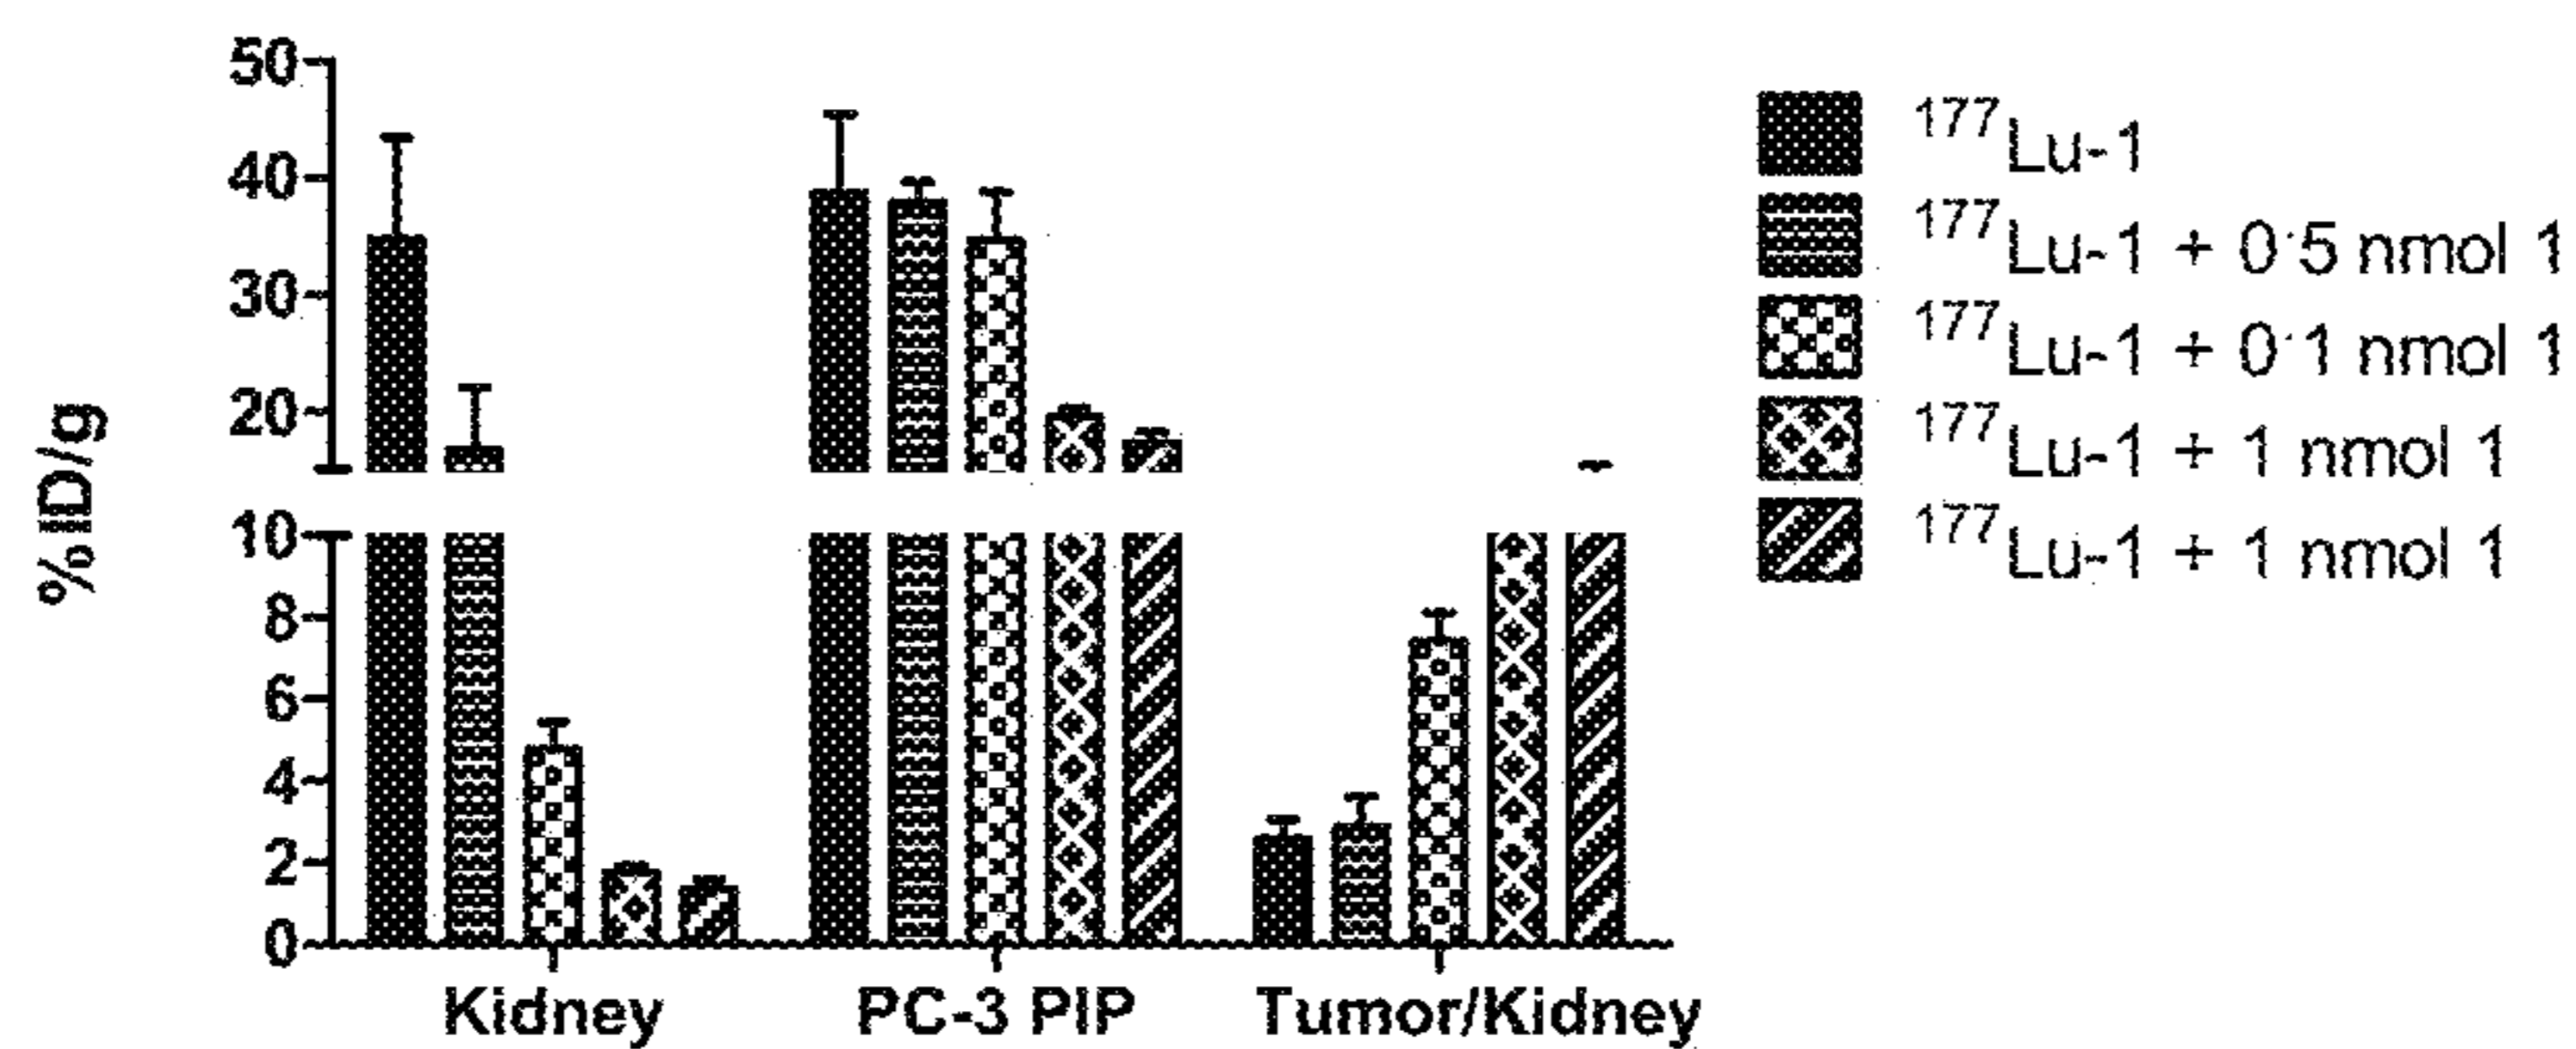 %ID/g
50
40
30
20
10
8
6
4
2
0
Kidney
PC-3 PIP
Tumor/Kidney
177Lu-1
177Lu-1 + 0.5 nmol 1
177Lu-1 + 0.1 nmol 1
177Lu-1 + 1 nmol 1
177Lu-1 + 1 nmol 1